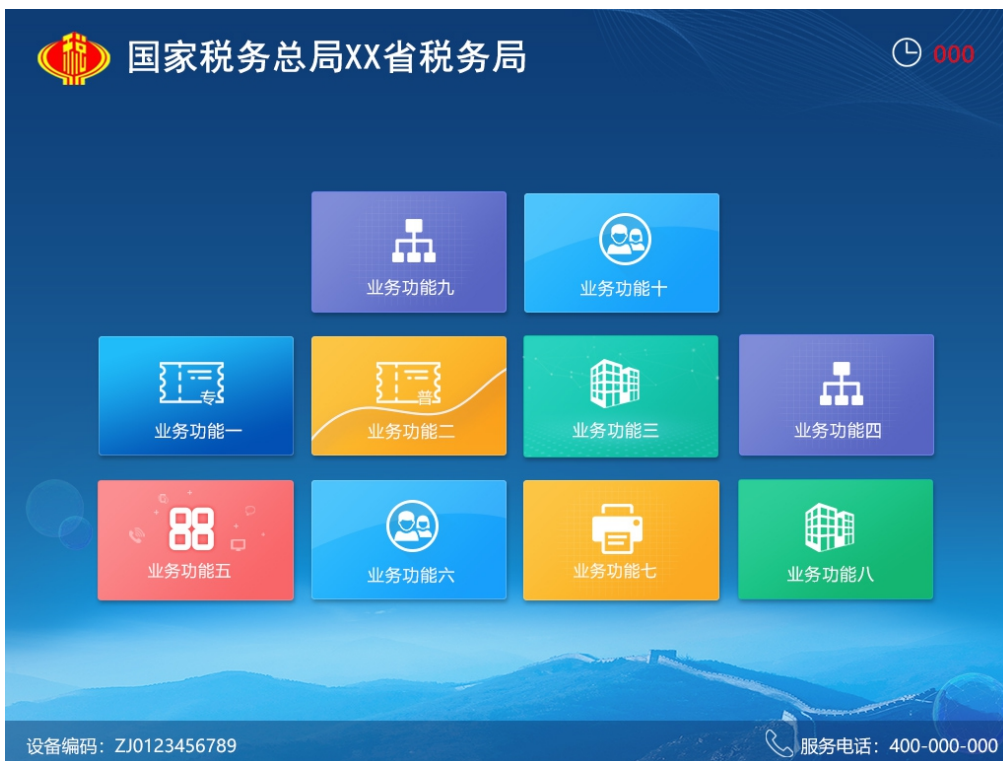 国家税务总局XX省税务局
000
业务功能九
业务功能十
专
业务功能一
普
业务功能二
业务功能三
业务功能四
88
业务功能五
业务功能六
业务功能七
业务功能八
设备编码：ZJ0123456789
服务电话：400-000-000